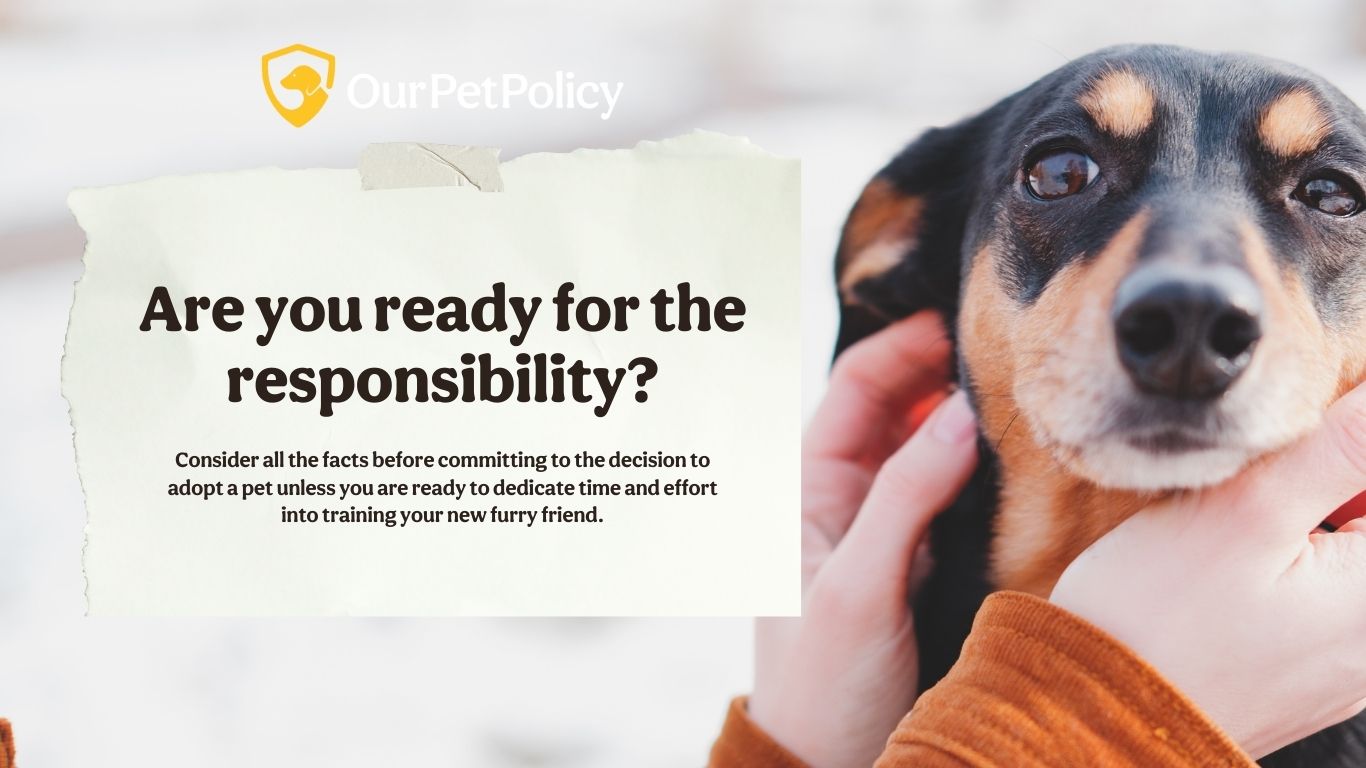 OurPetPolicy
Are you ready for the
responsibility?
Consider all the facts before committing to the decision to
adopt a pet unless you are ready to dedicate time and effort
into training your new furry friend.